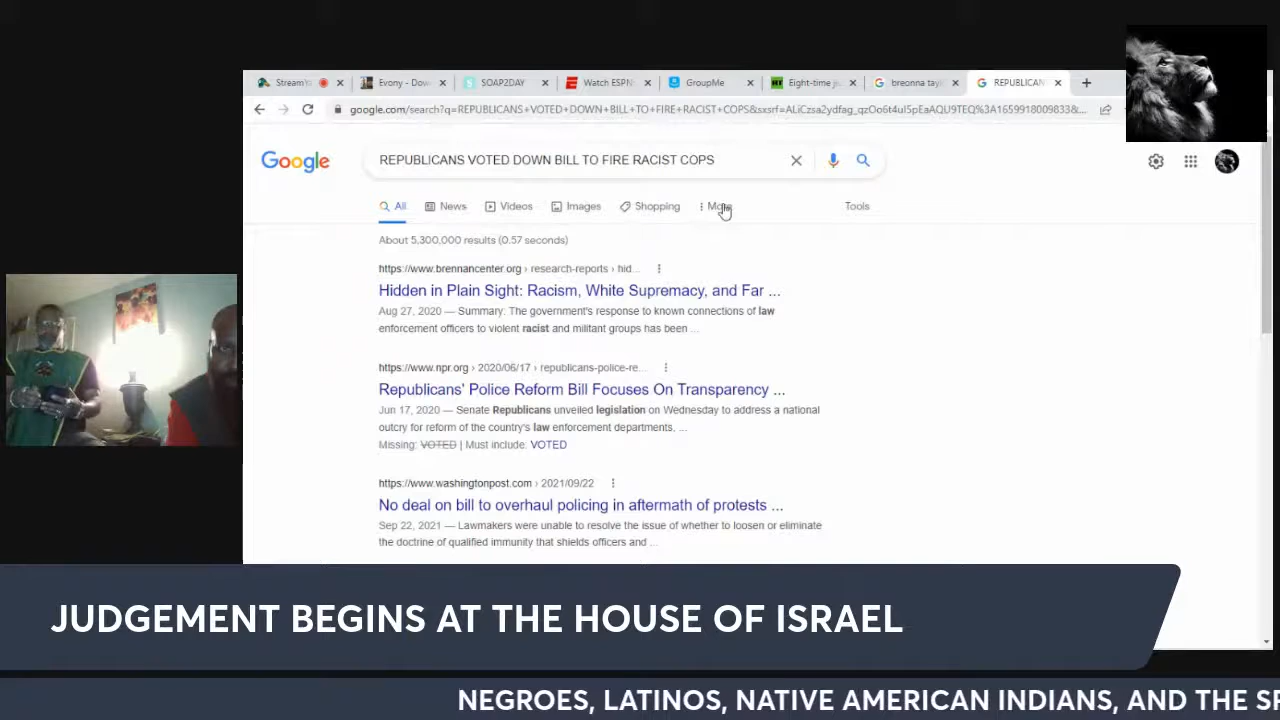 StreamYa
Evony - Dow
SOAP2DAY
Watch ESPN
GroupMe
Eight-time
breonna tayl
REPUBLICAN
google.com/search?q=REPUBLICANS+VOTED+DOWN+BILL+TO+FIRE+RACIST+COPS&sxsrf=
Google
REPUBLICANS VOTED DOWN BILL TO FIRE RACIST COPS
All
News
Videos
Images
Shopping
More
Tools
About 5,300,000 results (0.57 seconds)
https://www.brennancenter.org › research-reports › hid...
Hidden in Plain Sight: Racism, White Supremacy, and Far ...
Aug 27, 2020 — Summary: The government's response to known connections of law
enforcement officers to violent racist and militant groups has been ...
https://www.npr.org › 2020/06/17 › republicans-police-re...
Republicans' Police Reform Bill Focuses On Transparency ...
Jun 17, 2020 — Senate Republicans unveiled legislation on Wednesday to address a national
outcry for reform of the country's law enforcement departments, ...
Missing: VOTED | Must include: VOTED
https://www.washingtonpost.com › 2021/09/22
No deal on bill to overhaul policing in aftermath of protests ...
Sep 22, 2021 — Lawmakers were unable to resolve the issue of whether to loosen or eliminate
the doctrine of qualified immunity that shields officers and ...
JUDGEMENT BEGINS AT THE HOUSE OF ISRAEL
NEGROES, LATINOS, NATIVE AMERICAN INDIANS, AND THE